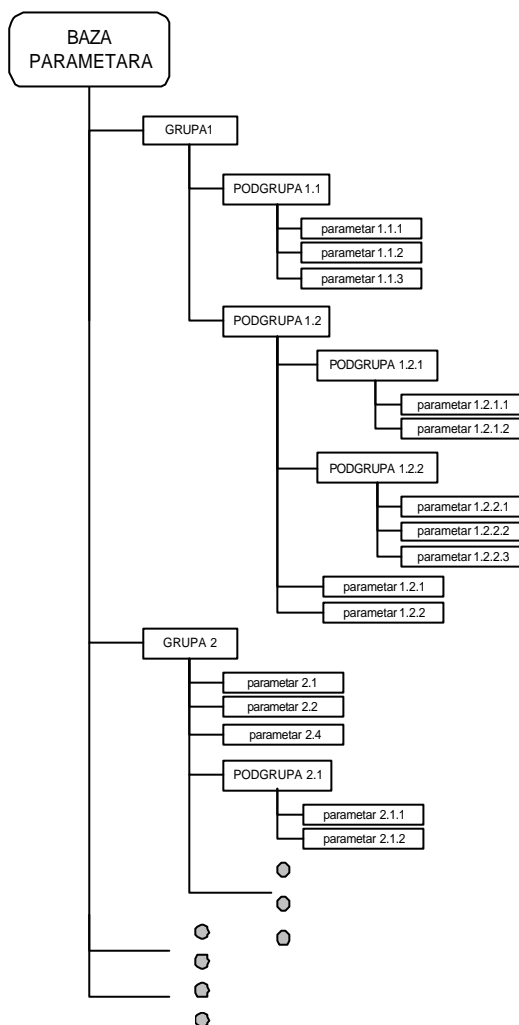 BAZA
PARAMETARA
GRUPA1
PODGRUPA 1.1
parametar 1.1.1
parametar 1.1.2
parametar 1.1.3
PODGRUPA 1.2
PODGRUPA 1.2.1
parametar 1.2.1.1
parametar 1.2.1.2
PODGRUPA 1.2.2
parametar 1.2.2.1
parametar 1.2.2.2
parametar 1.2.2.3
parametar 1.2.1
parametar 1.2.2
GRUPA 2
parametar 2.1
parametar 2.2
parametar 2.4
PODGRUPA 2.1
parametar 2.1.1
parametar 2.1.2